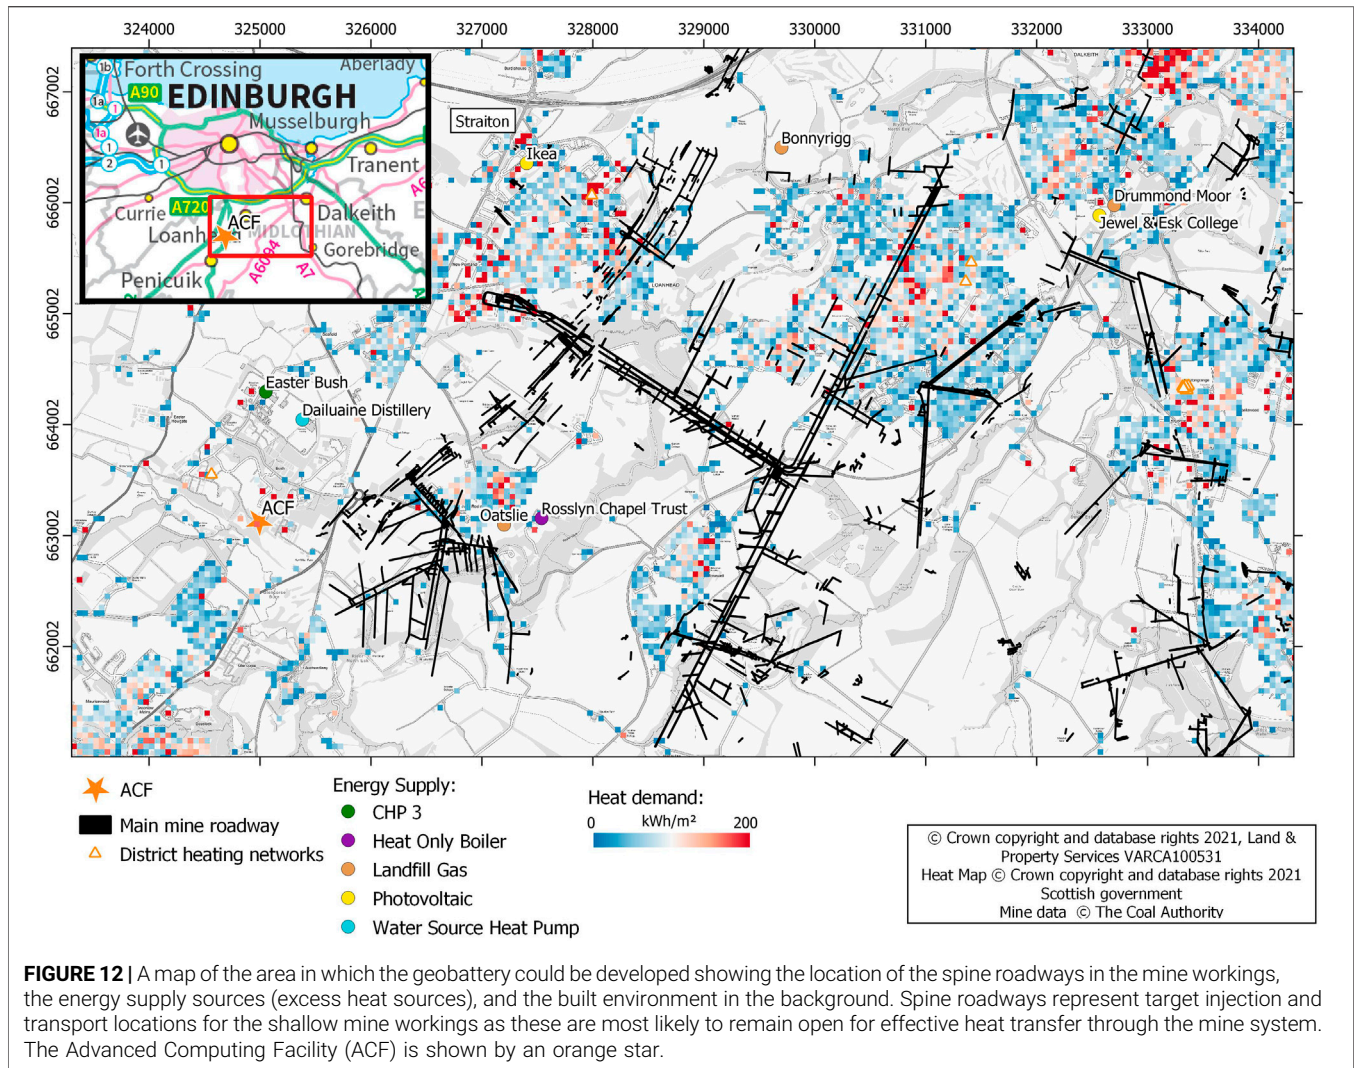 324000 325000 326000 327000 328000 329000 330000 331000 332000 333000 334000
667002
666002
665002
664002
663002
662002
Forth Crossing
Aberlady
1b
A90
EDINBURGH
1a
1
Musselburgh
1a
1
2
1
Tranent
Currie
A720
ACF
Dalkeith
Loanh
MIDLOTHIAN
Gorebridge
Penicuik
A6094
A7
Straiton
Ikea
Bonnyrigg
DALKEITH
Drummond Moor
Jewel & Esk College
LOANHEAD
Easter Bush
Dailuaine Distillery
ACF
Oatslie
Rosslyn Chapel Trust
ACF
Main mine roadway
District heating networks
Energy Supply:
CHP 3
Heat Only Boiler
Landfill Gas
Photovoltaic
Water Source Heat Pump
Heat demand:
0 kWh/m² 200
© Crown copyright and database rights 2021, Land &
Property Services VARCA100531
Heat Map © Crown copyright and database rights 2021
Scottish government
Mine data © The Coal Authority
FIGURE 12 | A map of the area in which the geobattery could be developed showing the location of the spine roadways in the mine workings,
the energy supply sources (excess heat sources), and the built environment in the background. Spine roadways represent target injection and
transport locations for the shallow mine workings as these are most likely to remain open for effective heat transfer through the mine system.
The Advanced Computing Facility (ACF) is shown by an orange star.